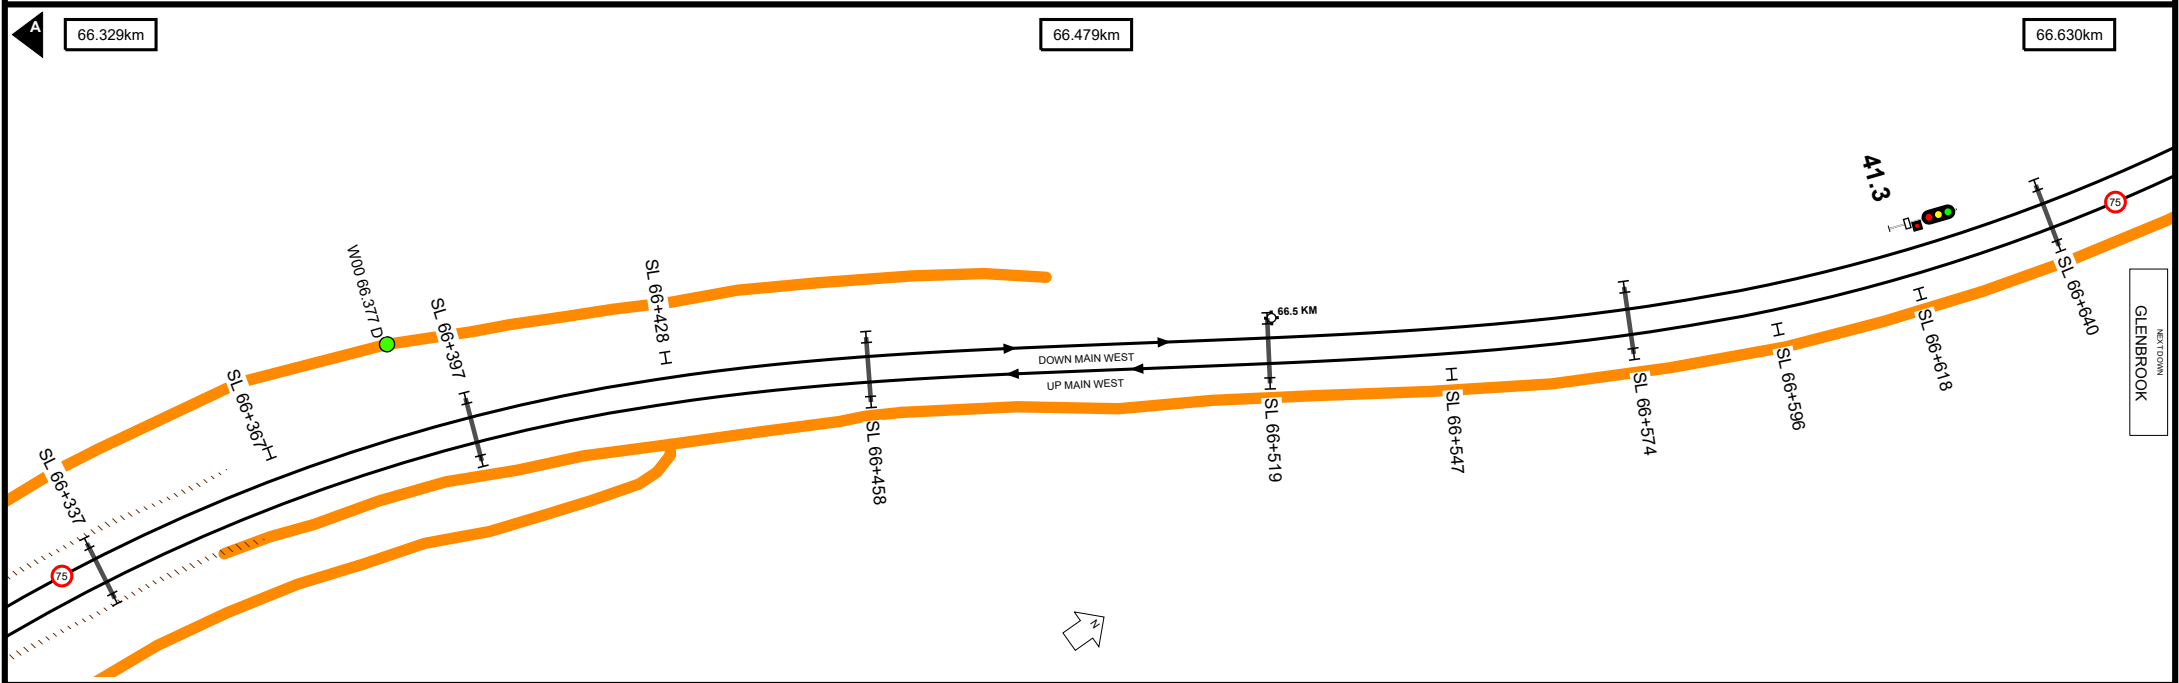 A
66.329km
66.479km
66.630km
41.3
W00 66.377 D
SL 66+428
SL 66+397
66.5 KM
75
SL 66+640
NEXT DOWN
GLENBROOK
DOWN MAIN WEST
UP MAIN WEST
SL 66+618
SL 66+596
SL 66+574
SL 66+547
SL 66+519
SL 66+458
SL 66+367
SL 66+337
75
N